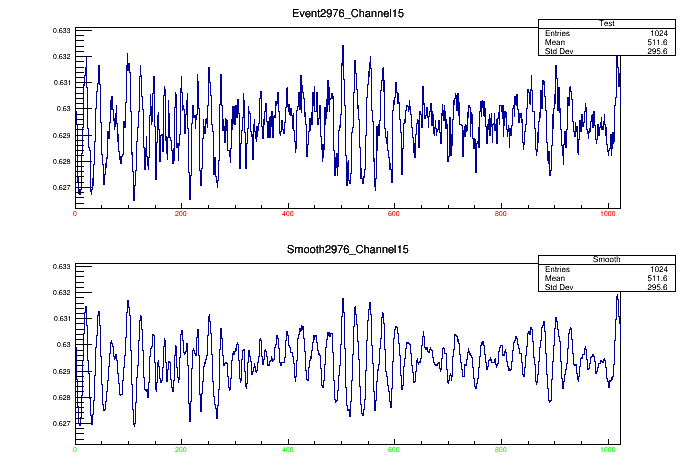 Event2976_Channel15
Test
Entries 1024
Mean 511.6
Std Dev 295.6
0.633
0.632
0.631
0.63
0.629
0.628
0.627
0 200 400 600 800 1000
Smooth2976_Channel15
Smooth
Entries 1024
Mean 511.6
Std Dev 295.6
0.633
0.632
0.631
0.63
0.629
0.628
0.627
0 200 400 600 800 1000